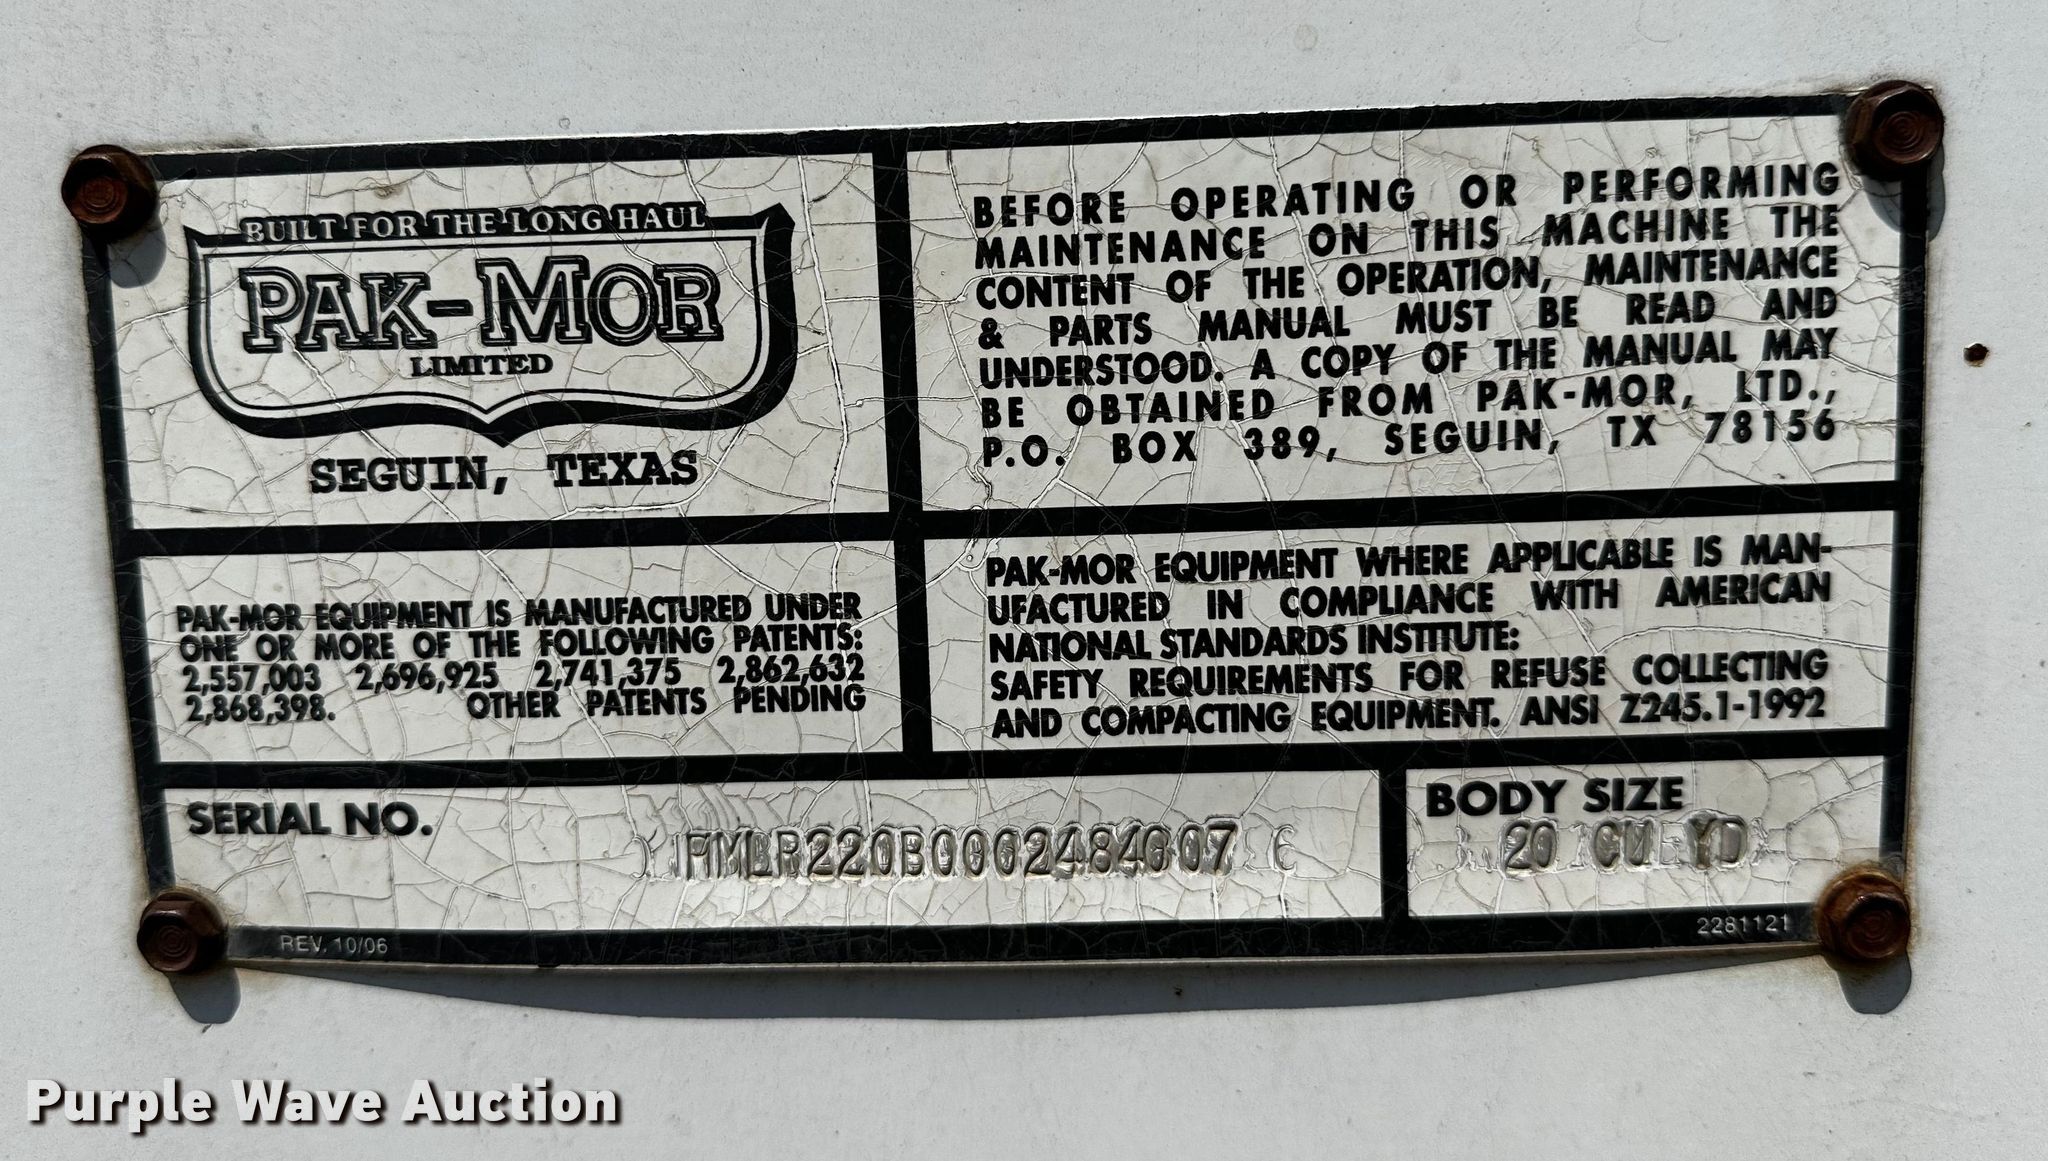 BUILT FOR THE LONG HAUL
PAK-MOR
LIMITED
SEGUIN, TEXAS
BEFORE OPERATING OR PERFORMING
MAINTENANCE ON THIS MACHINE THE
CONTENT OF THE OPERATION, MAINTENANCE
& PARTS MANUAL MUST BE READ AND
UNDERSTOOD. A COPY OF THE MANUAL MAY
BE OBTAINED FROM PAK-MOR, LTD.,
P.O. BOX 389, SEGUIN, TX 78156
PAK-MOR EQUIPMENT IS MANUFACTURED UNDER
ONE OR MORE OF THE FOLLOWING PATENTS:
2,557,003 2,696,925 2,741,375 2,862,632
2,868,398. OTHER PATENTS PENDING
PAK-MOR EQUIPMENT WHERE APPLICABLE IS MAN-
UFACTURED IN COMPLIANCE WITH AMERICAN
NATIONAL STANDARDS INSTITUTE:
SAFETY REQUIREMENTS FOR REFUSE COLLECTING
AND COMPACTING EQUIPMENT. ANSI Z245.1-1992
SERIAL NO.
BODY SIZE
20 CU YD
REV. 10/06
2281121
Purple Wave Auction